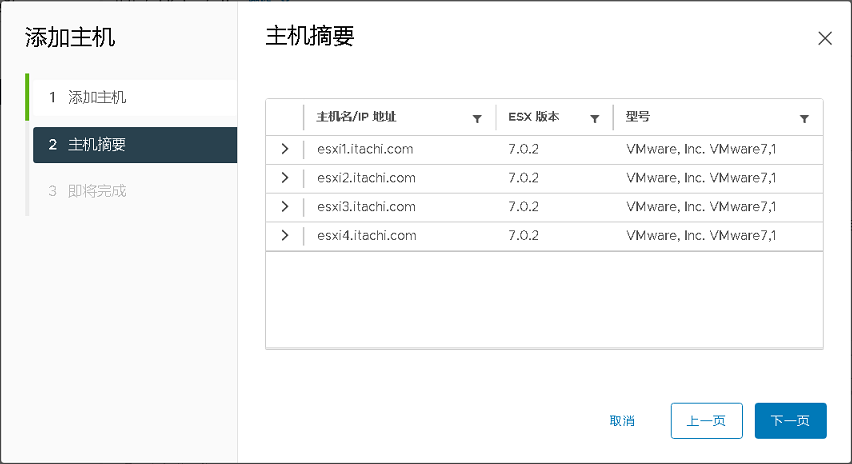 添加主机
1 添加主机
2 主机摘要
3 即将完成
主机摘要
主机名/IP 地址 ESX 版本 型号
esxi1.itachi.com 7.0.2 VMware, Inc. VMware7,1
esxi2.itachi.com 7.0.2 VMware, Inc. VMware7,1
esxi3.itachi.com 7.0.2 VMware, Inc. VMware7,1
esxi4.itachi.com 7.0.2 VMware, Inc. VMware7,1
取消 上一页 下一页